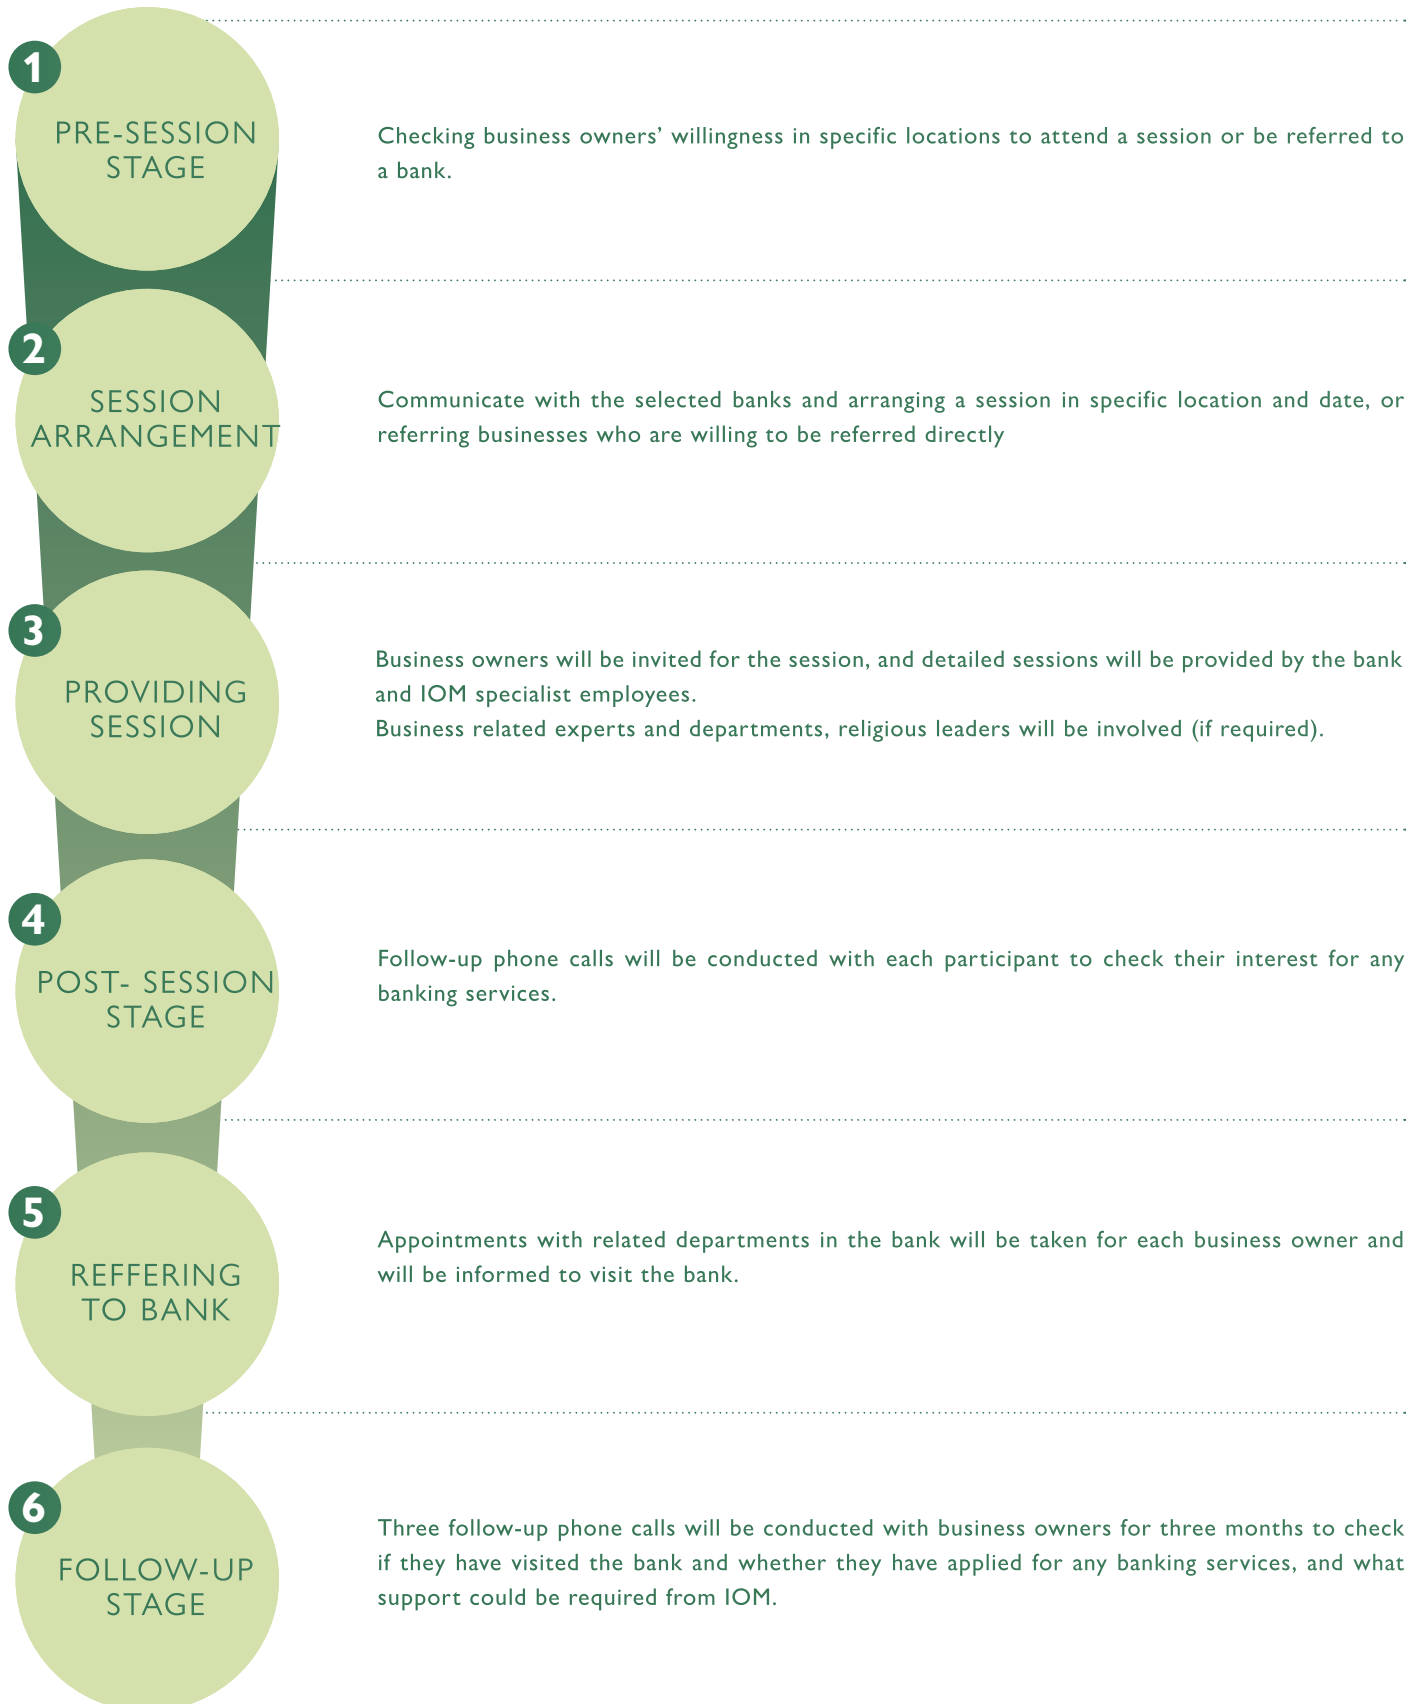 1
PRE-SESSION
STAGE
Checking business owners’ willingness in specific locations to attend a session or be referred to
a bank.
2
SESSION
ARRANGEMENT
Communicate with the selected banks and arranging a session in specific location and date, or
referring businesses who are willing to be referred directly
3
PROVIDING
SESSION
Business owners will be invited for the session, and detailed sessions will be provided by the bank
and IOM specialist employees.
Business related experts and departments, religious leaders will be involved (if required).
4
POST- SESSION
STAGE
Follow-up phone calls will be conducted with each participant to check their interest for any
banking services.
5
REFFERING
TO BANK
Appointments with related departments in the bank will be taken for each business owner and
will be informed to visit the bank.
6
FOLLOW-UP
STAGE
Three follow-up phone calls will be conducted with business owners for three months to check
if they have visited the bank and whether they have applied for any banking services, and what
support could be required from IOM.